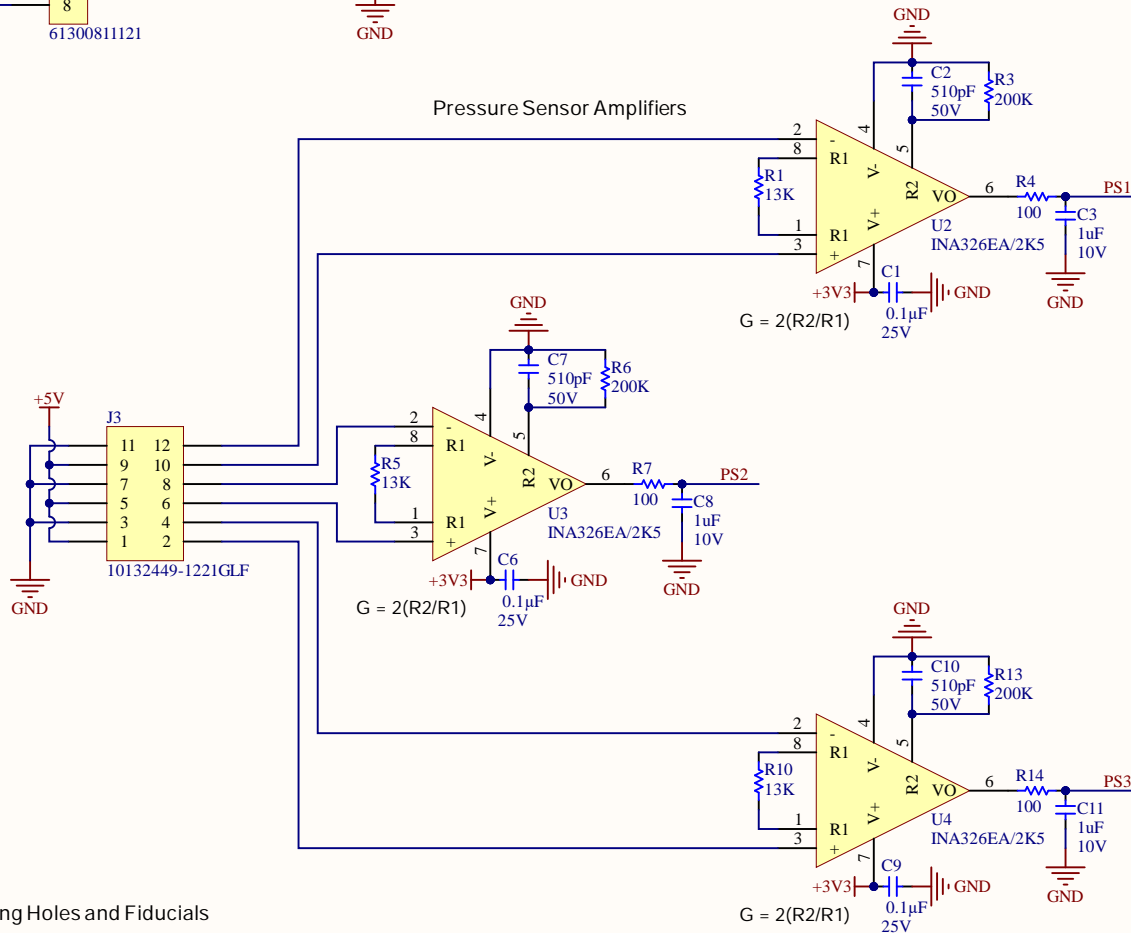 8
61300811121
GND
GND
Pressure Sensor Amplifiers
C2
510pF
50V
R3
200K
2
8
-
R1
4
V-
5
R2
R1
13K
VO
6
R4
100
PS1
1
3
R1
+
V+
7
U2
INA326EA/2K5
C3
1uF
10V
GND
C1
+3V3
GND
0.1µF
25V
G = 2(R2/R1)
GND
C7
510pF
50V
R6
200K
+5V
J3
11 12
9 10
7 8
5 6
3 4
1 2
10132449-1221GLF
GND
2
8
-
R1
4
V-
5
R2
R5
13K
VO
6
R7
100
PS2
1
3
R1
+
V+
7
U3
INA326EA/2K5
C8
1uF
10V
GND
C6
+3V3
GND
0.1µF
25V
G = 2(R2/R1)
GND
C10
510pF
50V
R13
200K
2
8
-
R1
4
V-
5
R2
R10
13K
VO
6
R14
100
PS3
1
3
R1
+
V+
7
U4
INA326EA/2K5
C11
1uF
10V
GND
C9
+3V3
GND
0.1µF
25V
G = 2(R2/R1)
ng Holes and Fiducials